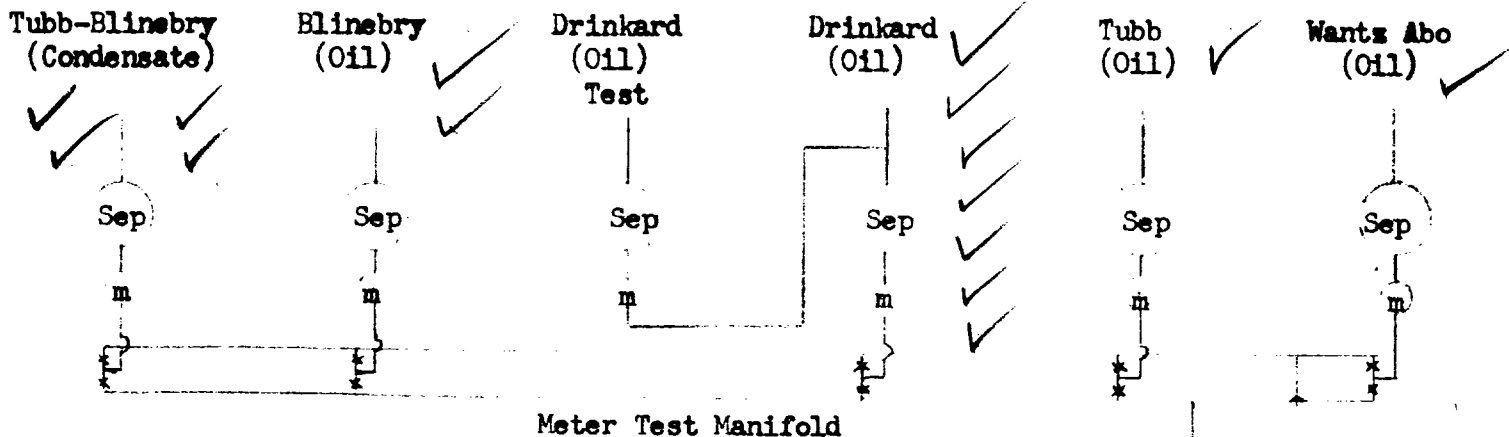 Tubb-Blinebry Blinebry Drinkard Drinkard Tubb Wantz Abo
(Condensate) (Oil) (Oil) (Oil) (Oil) (Oil)
Test
Sep Sep Sep Sep Sep Sep
m m m m m m
Meter Test Manifold